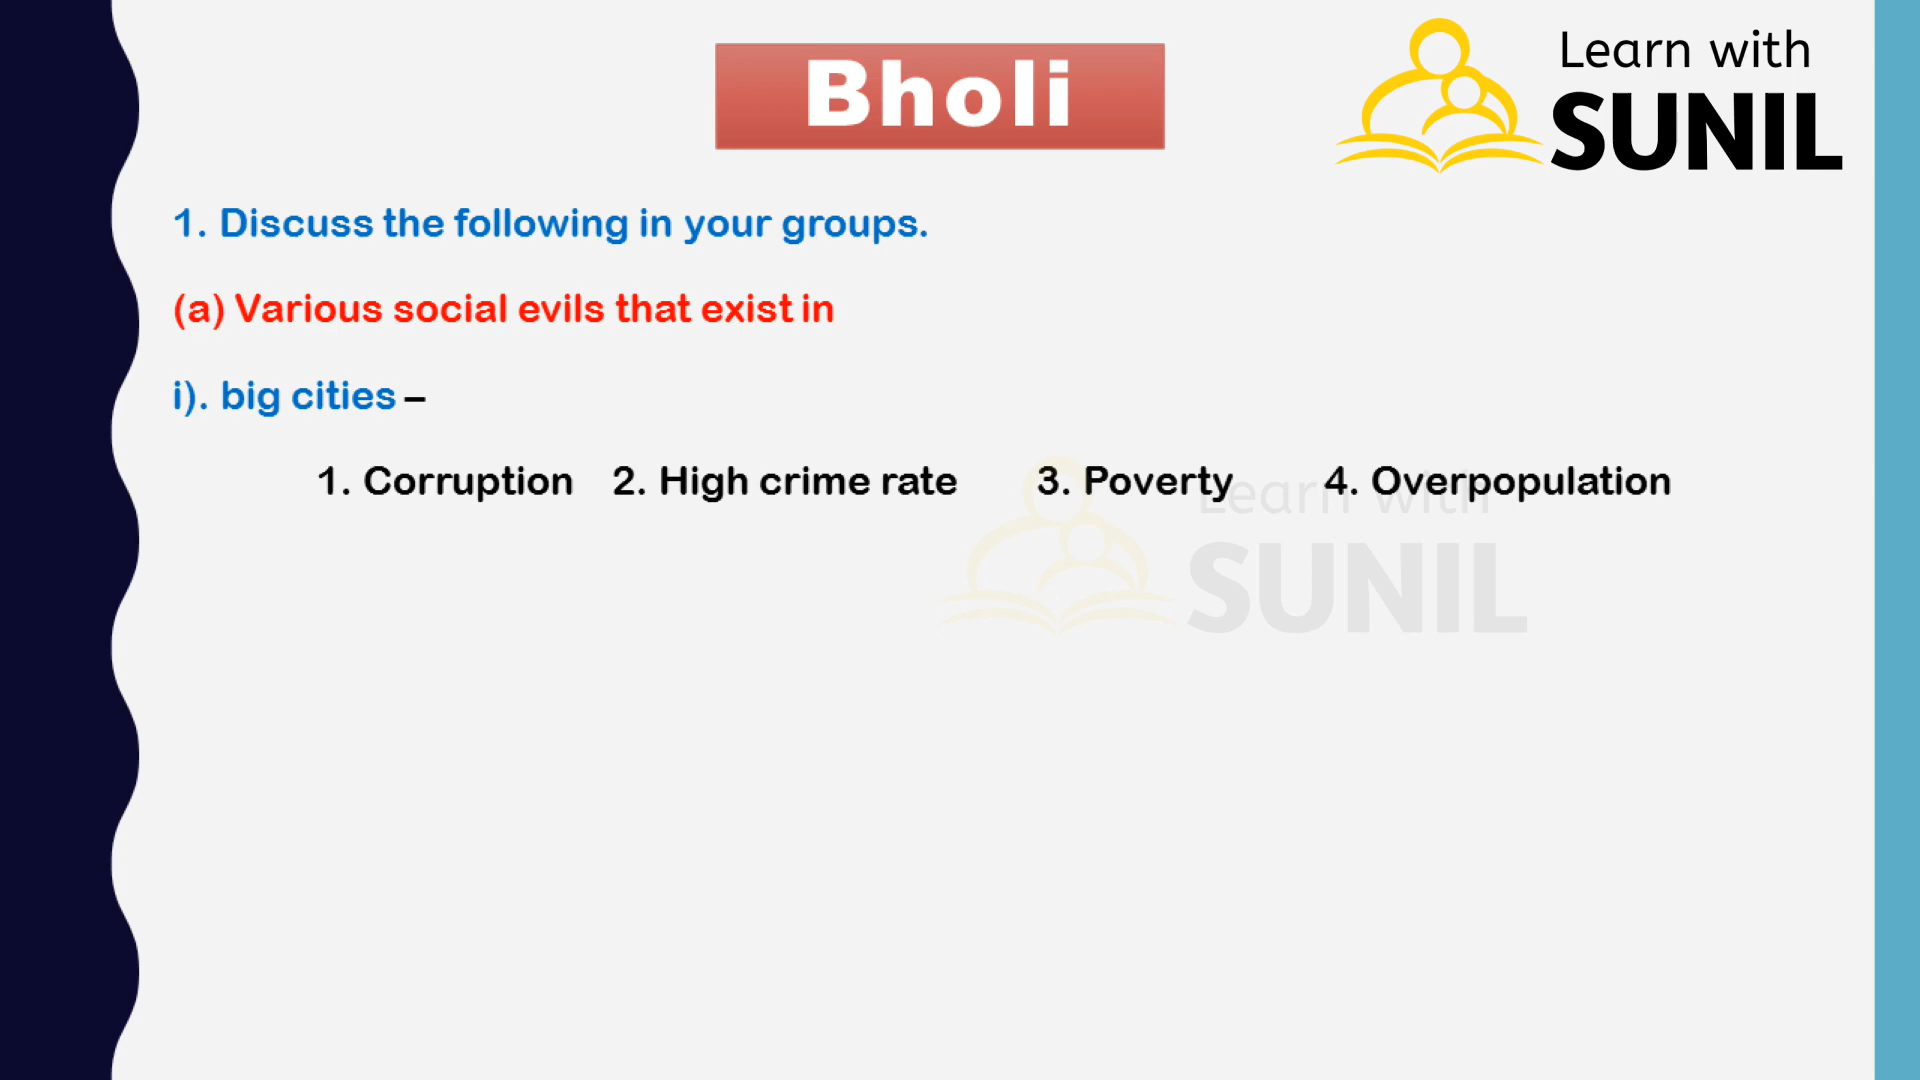 Bholi
Learn with
SUNIL
1. Discuss the following in your groups.
(a) Various social evils that exist in
i). big cities –
1. Corruption 2. High crime rate 3. Poverty 4. Overpopulation
Learn with
SUNIL